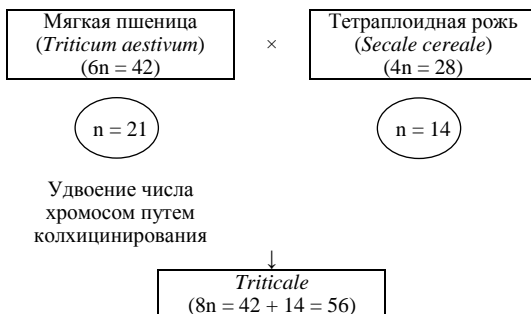 Мягкая пшеница
(Triticum aestivum)
(6n = 42)
×
Тетраплоидная рожь
(Secale cereale)
(4n = 28)
n = 21
n = 14
Удвоение числа
хромосом путем
колхицинирования
↓
Triticale
(8n = 42 + 14 = 56)